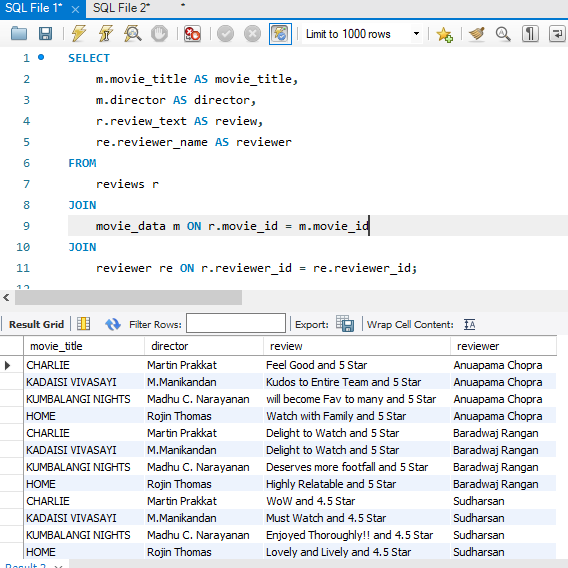 SQL File 1* SQL File 2* *
Limit to 1000 rows
1 SELECT
2 m.movie_title AS movie_title,
3 m.director AS director,
4 r.review_text AS review,
5 re.reviewer_name AS reviewer
6 FROM
7 reviews r
8 JOIN
9 movie_data m ON r.movie_id = m.movie_id
10 JOIN
11 reviewer re ON r.reviewer_id = re.reviewer_id;
12
Result Grid Filter Rows: Export: Wrap Cell Content: IA
movie_title director review reviewer
CHARLIE Martin Prakkat Feel Good and 5 Star Anuapama Chopra
KADAISI VIVASAYI M.Manikandan Kudos to Entire Team and 5 Star Anuapama Chopra
KUMBALANGI NIGHTS Madhu C. Narayanan will become Fav to many and 5 Star Anuapama Chopra
HOME Rojin Thomas Watch with Family and 5 Star Anuapama Chopra
CHARLIE Martin Prakkat Delight to Watch and 5 Star Baradwaj Rangan
KADAISI VIVASAYI M.Manikandan Delight to Watch and 5 Star Baradwaj Rangan
KUMBALANGI NIGHTS Madhu C. Narayanan Deserves more footfall and 5 Star Baradwaj Rangan
HOME Rojin Thomas Highly Relatable and 5 Star Baradwaj Rangan
CHARLIE Martin Prakkat WoW and 4.5 Star Sudharsan
KADAISI VIVASAYI M.Manikandan Must Watch and 4.5 Star Sudharsan
KUMBALANGI NIGHTS Madhu C. Narayanan Enjoyed Thoroughly!! and 4.5 Star Sudharsan
HOME Rojin Thomas Lovely and Lively and 4.5 Star Sudharsan